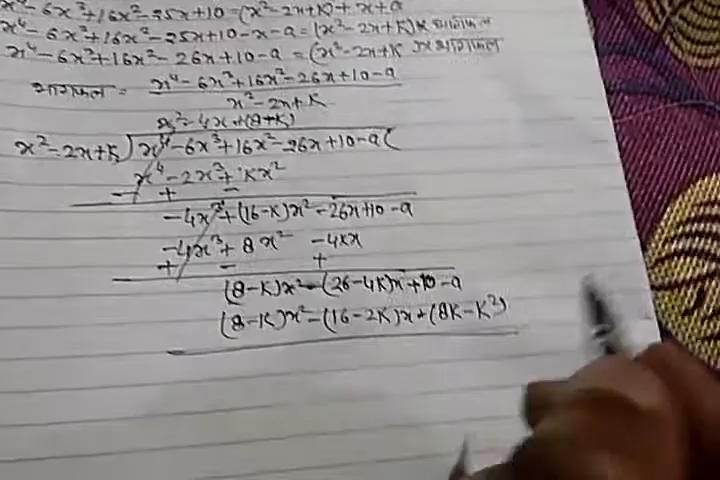 x⁴ - 6x³ + 16x² - 25x + 10 = (x² - 2x + k) + x + a
x⁴ - 6x³ + 16x² - 25x + 10 - x - a = (x² - 2x + k) × भागफल
x⁴ - 6x³ + 16x² - 26x + 10 - a = (x² - 2x + k × भागफल
भागफल = x⁴ - 6x³ + 16x² - 26x + 10 - a
x² - 2x + k
x² - 4x + (8+k)
x² - 2x + k ) x⁴ - 6x³ + 16x² - 26x + 10 - a (
x⁴ - 2x³ + kx²
- + -
-4x³ + (16-k)x² - 26x + 10 - a
-4x³ + 8x² - 4kx
+ - +
(8-k)x² - (26-4k)x + 10 - a
(8-k)x² - (16-2k)x + (8k-k²)